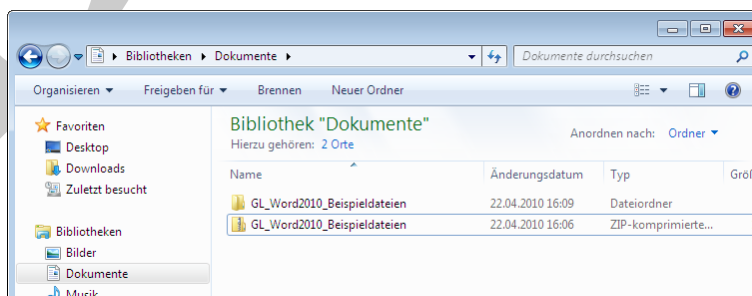 Bibliotheken Dokumente
Dokumente durchsuchen
Organisieren Freigeben für Brennen Neuer Ordner
Favoriten
Desktop
Downloads
Zuletzt besucht
Bibliotheken
Bilder
Dokumente
Musik
Bibliothek "Dokumente"
Hierzu gehören: 2 Orte
Anordnen nach: Ordner
Name Änderungsdatum Typ Größ
GL_Word2010_Beispieldateien 22.04.2010 16:09 Dateiordner
GL_Word2010_Beispieldateien 22.04.2010 16:06 ZIP-komprimierte...